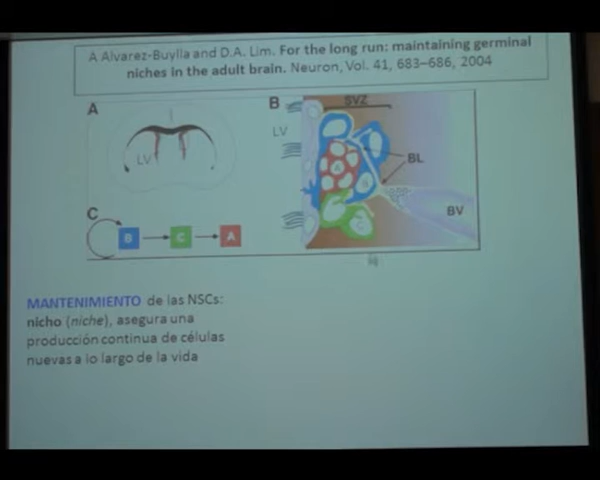 A Alvarez-Buylla and D.A. Lim. For the long run: maintaining germinal
niches in the adult brain. Neuron, Vol. 41, 683–686, 2004
A
B
SVZ
LV
LV
BL
BV
C
B
C
A
MANTENIMIENTO de las NSCs:
nicho (niche), asegura una
producción continua de células
nuevas a lo largo de la vida